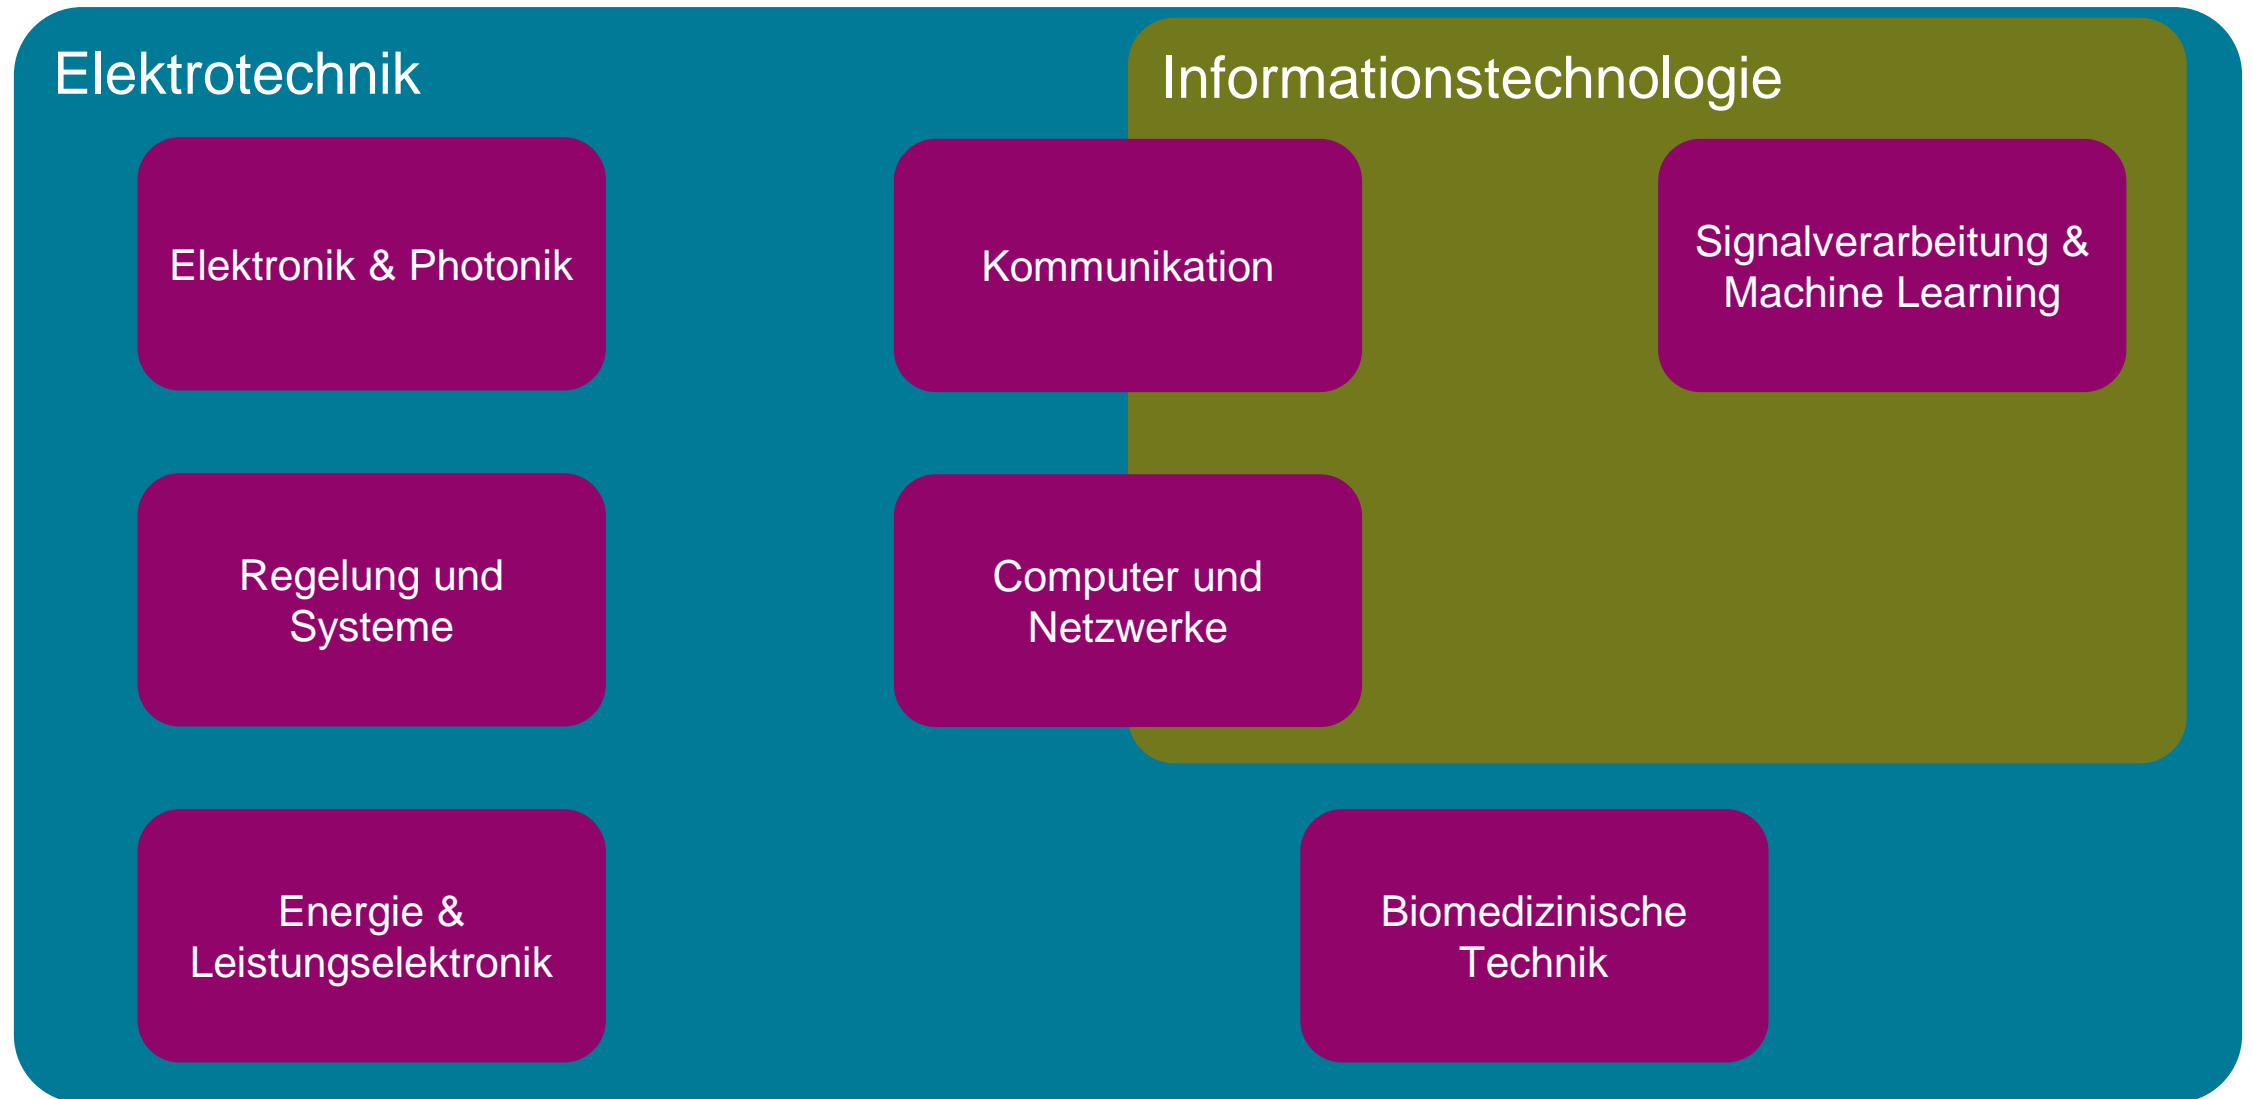 Elektrotechnik
Informationstechnologie
Elektronik & Photonik
Kommunikation
Signalverarbeitung &
Machine Learning
Regelung und
Systeme
Computer und
Netzwerke
Energie &
Leistungselektronik
Biomedizinische
Technik